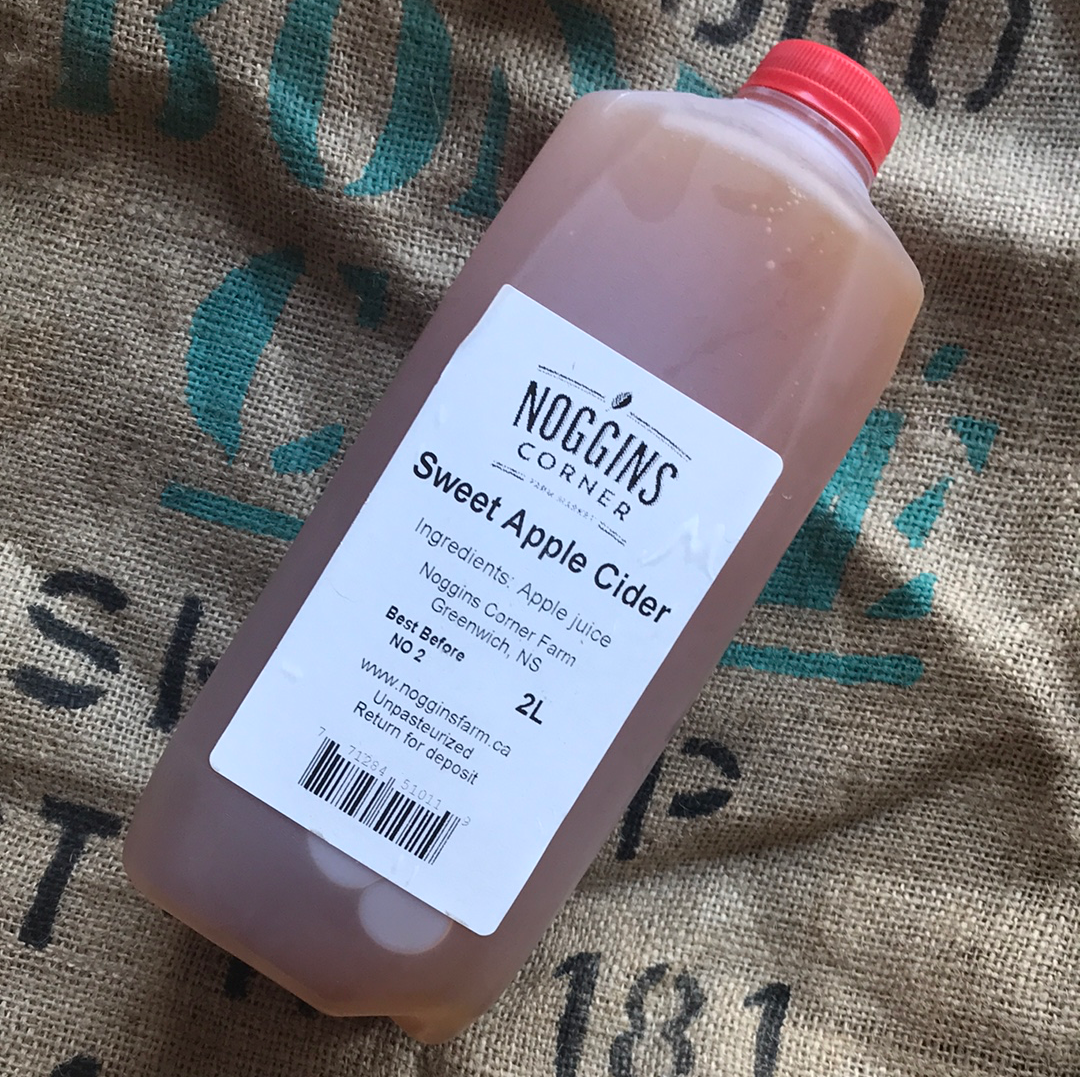 NOGGINS
CORNER
FARM MARKET
Sweet Apple Cider
Ingredients: Apple juice
Noggins Corner Farm
Greenwich, NS
Best Before
NO 2
2L
www.nogginsfarm.ca
Unpasteurized
Return for deposit
7 71284 51011 9
181